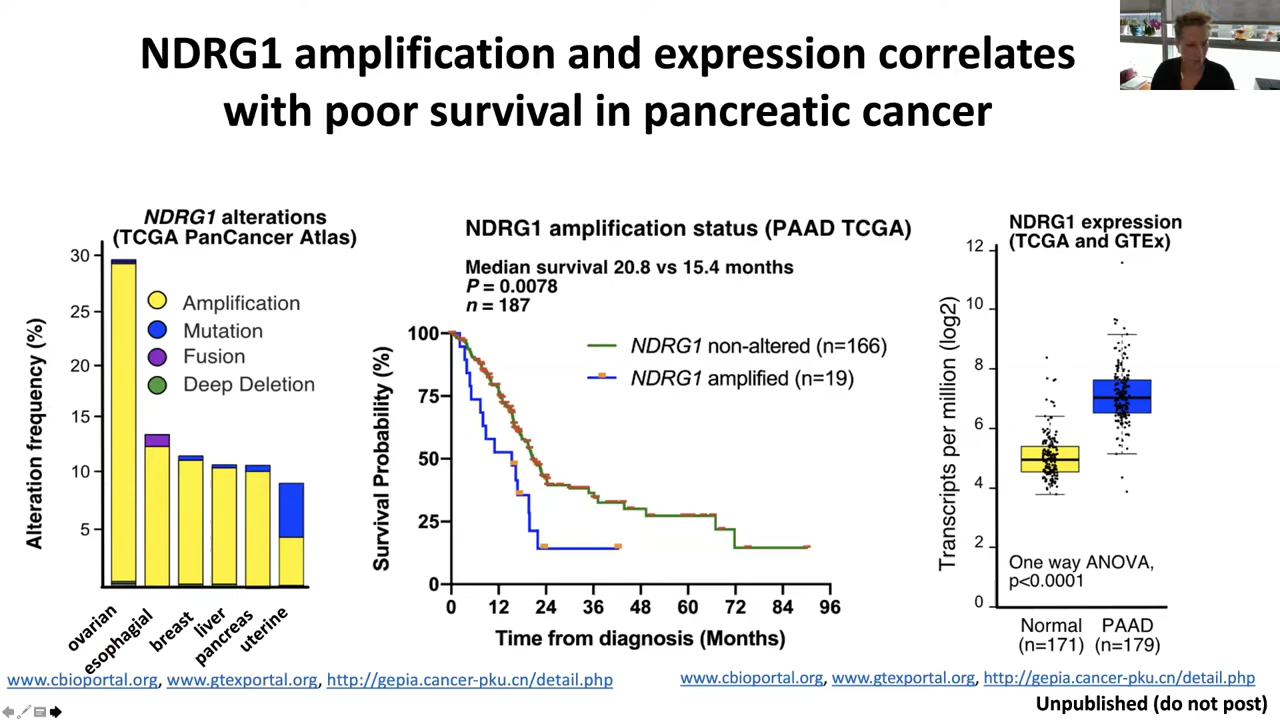 NDRG1 amplification and expression correlates
with poor survival in pancreatic cancer
NDRG1 alterations
(TCGA PanCancer Atlas)
Alteration frequency (%)
30
25
20
15
10
5
Amplification
Mutation
Fusion
Deep Deletion
ovarian
esophagial
breast
liver
pancreas
uterine
NDRG1 amplification status (PAAD TCGA)
Median survival 20.8 vs 15.4 months
P = 0.0078
n = 187
NDRG1 non-altered (n=166)
NDRG1 amplified (n=19)
Survival Probability (%)
100
75
50
25
0
0 12 24 36 48 60 72 84 96
Time from diagnosis (Months)
NDRG1 expression
(TCGA and GTEx)
Transcripts per million (log2)
12
10
8
6
4
2
0
One way ANOVA,
p<0.0001
Normal PAAD
(n=171) (n=179)
www.cbioportal.org, www.gtexportal.org, http://gepia.cancer-pku.cn/detail.php
www.cbioportal.org, www.gtexportal.org, http://gepia.cancer-pku.cn/detail.php
Unpublished (do not post)